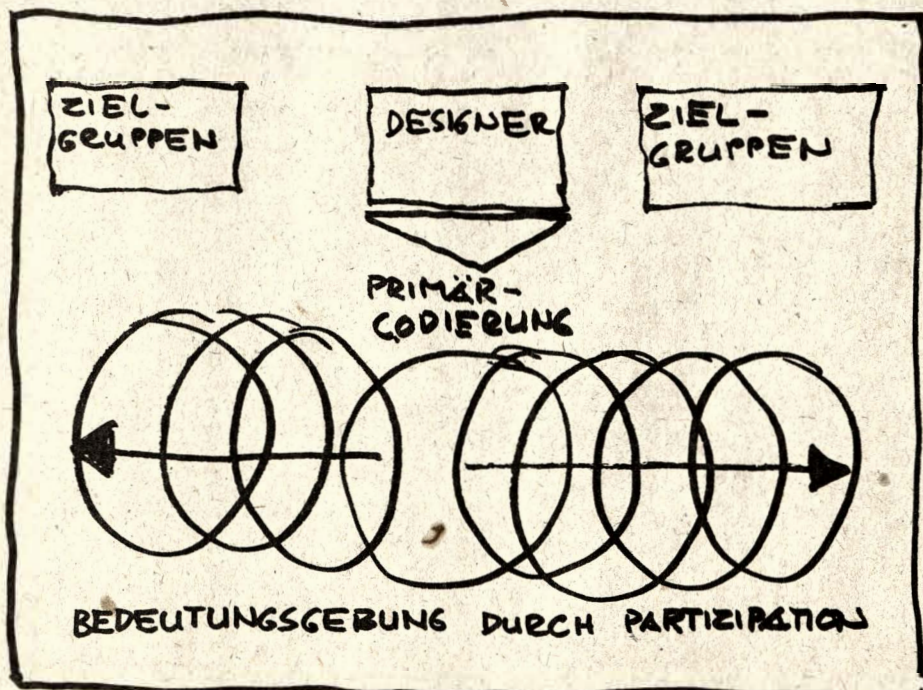 ZIEL-
GRUPPEN
DESIGNER
ZIEL-
GRUPPEN
PRIMÄR-
CODIERUNG
BEDEUTUNGSGEBUNG DURCH PARTIZIPATION